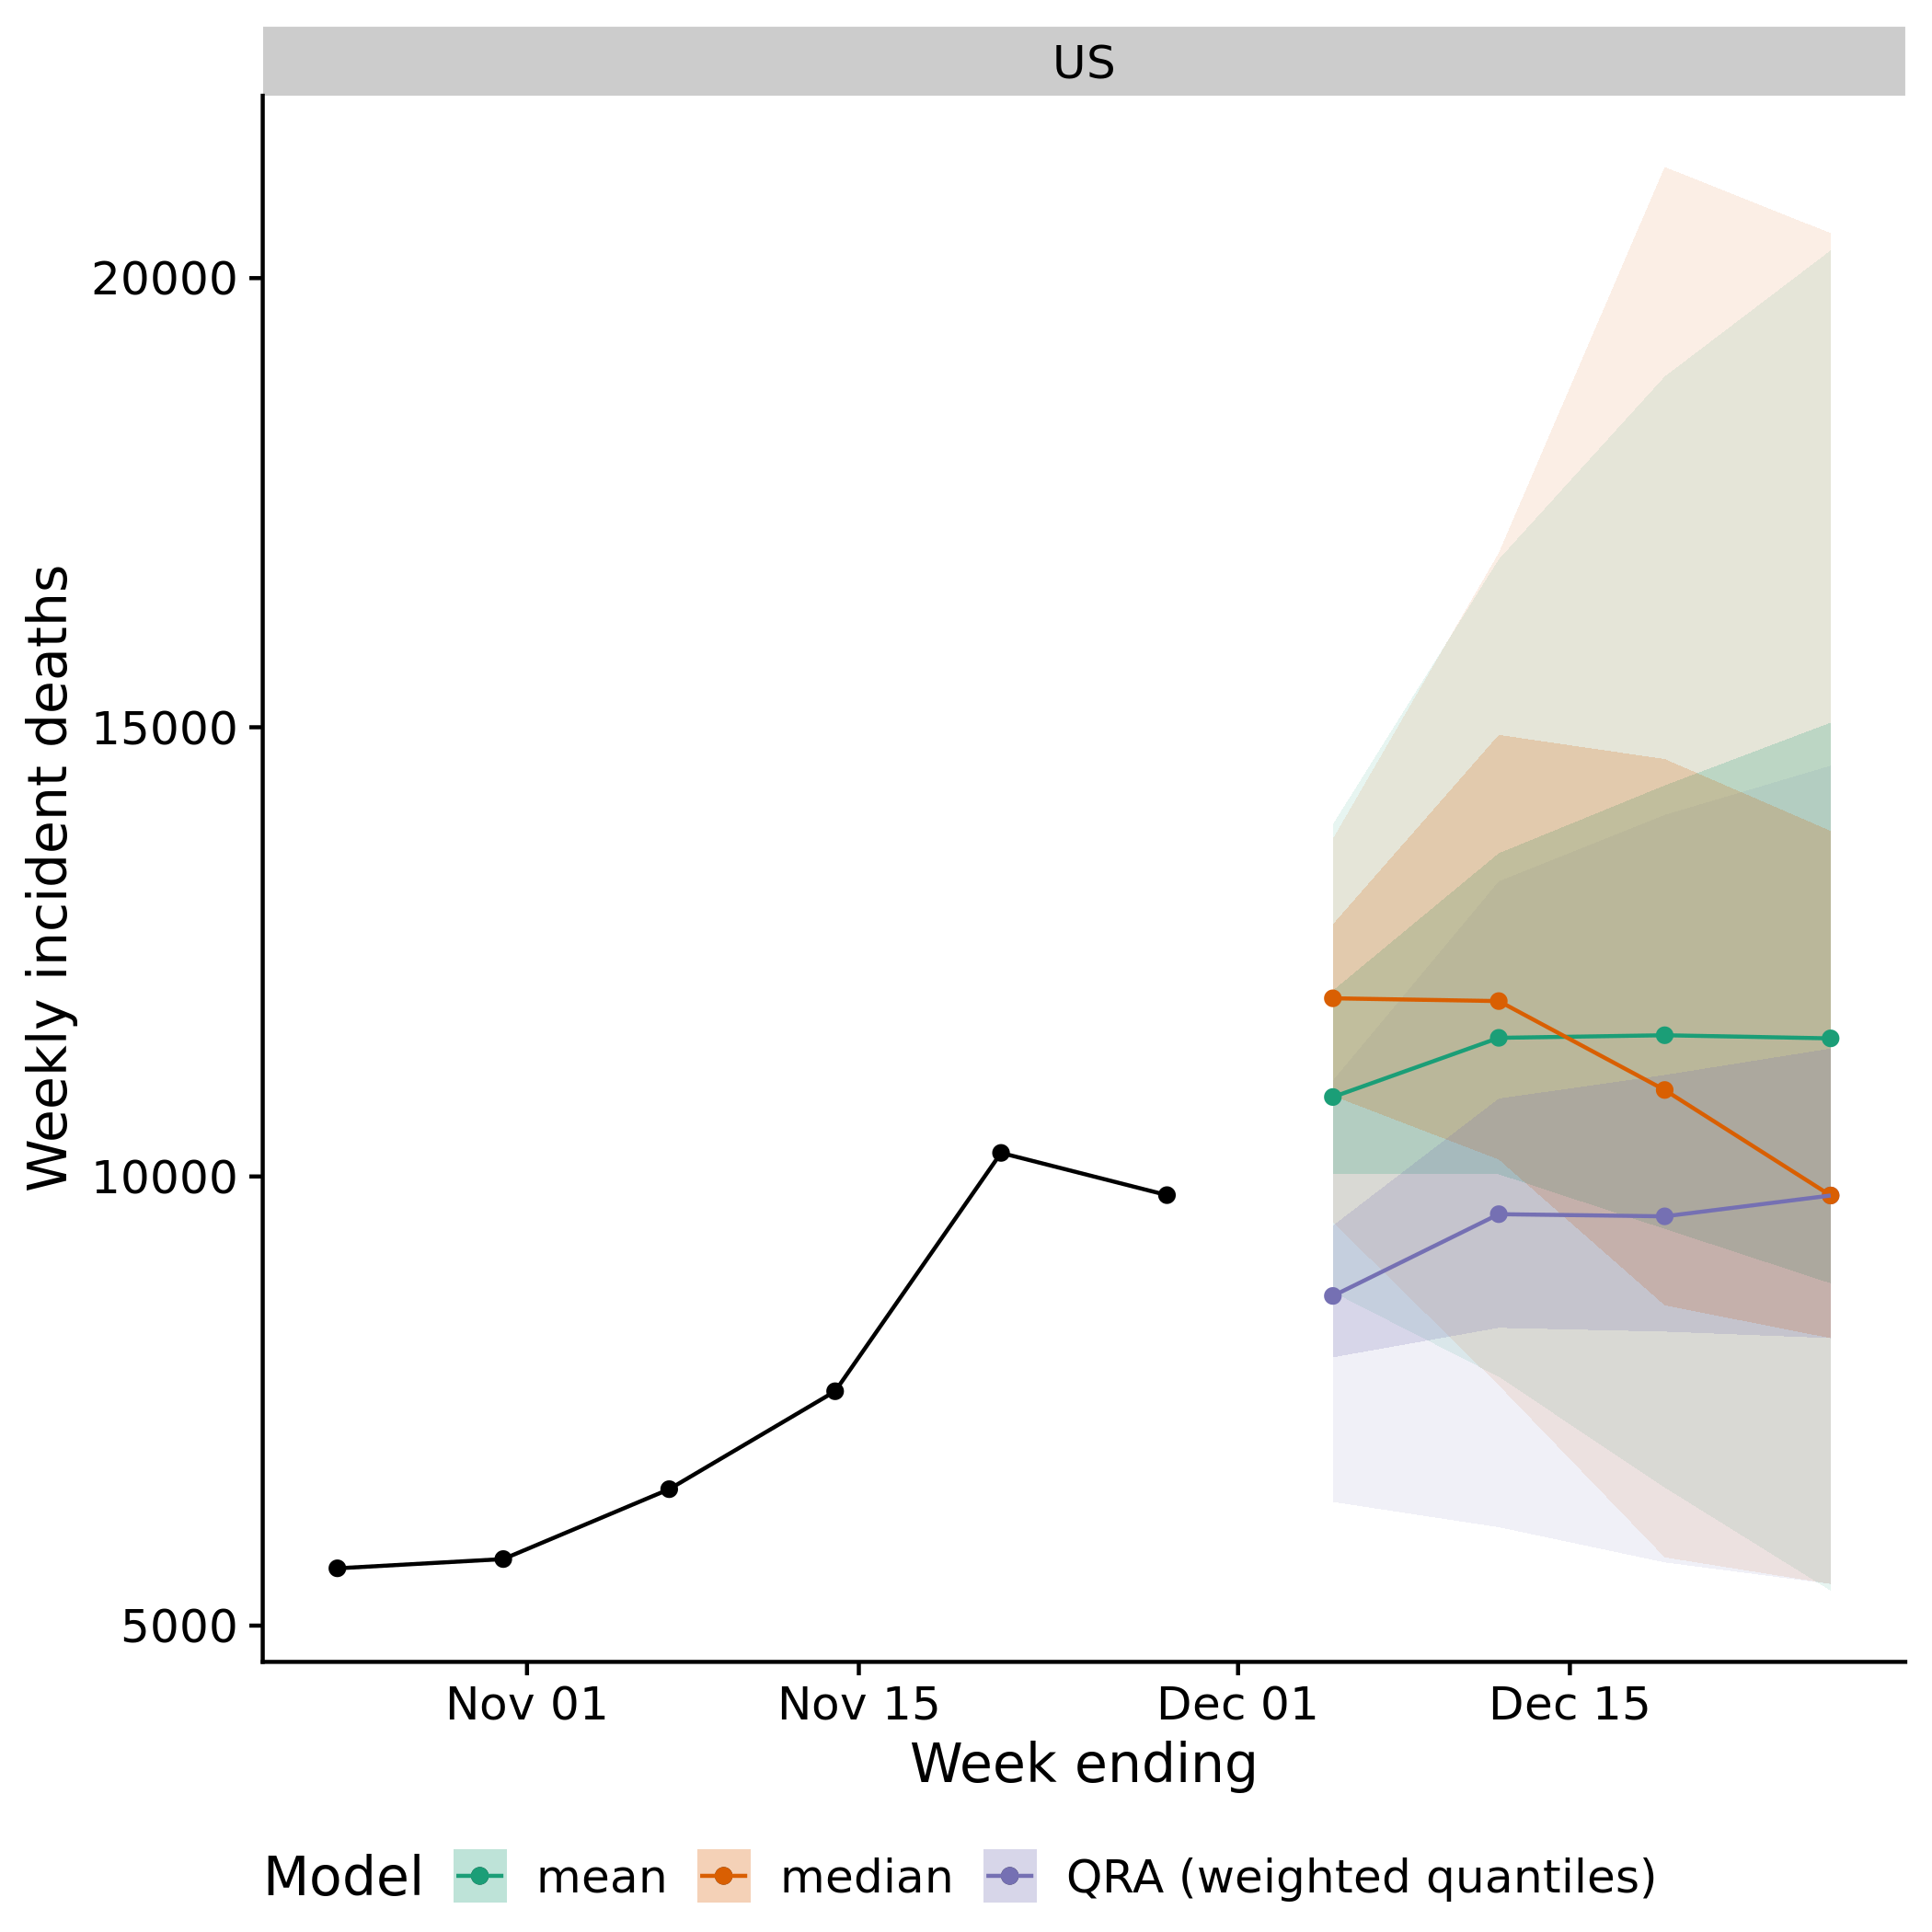 US
Weekly incident deaths
20000
15000
10000
5000
Nov 01 Nov 15 Dec 01 Dec 15
Week ending
Model mean median QRA (weighted quantiles)